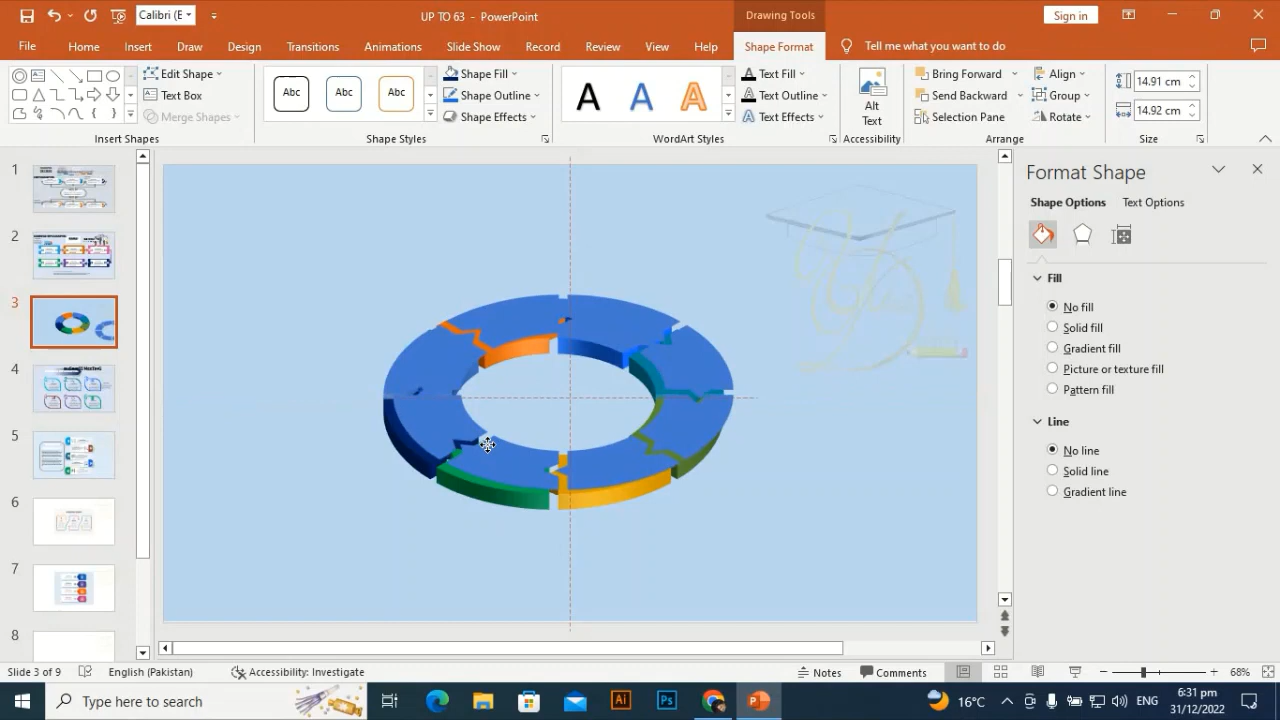 Calibri (E
UP TO 63 - PowerPoint
Drawing Tools
Sign in
File
Home
Insert
Draw
Design
Transitions
Animations
Slide Show
Record
Review
View
Help
Shape Format
Tell me what you want to do
Edit Shape
Text Box
Merge Shapes
Insert Shapes
Abc
Abc
Abc
Shape Fill
Shape Outline
Shape Effects
Shape Styles
A
A
A
Text Fill
Text Outline
Text Effects
WordArt Styles
Alt
Text
Accessibility
Bring Forward
Send Backward
Selection Pane
Align
Group
Rotate
Arrange
14.91 cm
14.92 cm
Size
1
2
3
4
5
6
7
8
Format Shape
Shape Options
Text Options
Fill
No fill
Solid fill
Gradient fill
Picture or texture fill
Pattern fill
Line
No line
Solid line
Gradient line
Slide 3 of 9
English (Pakistan)
Accessibility: Investigate
Notes
Comments
68%
Type here to search
Ai
Ps
16°C
ENG
6:31 pm
31/12/2022